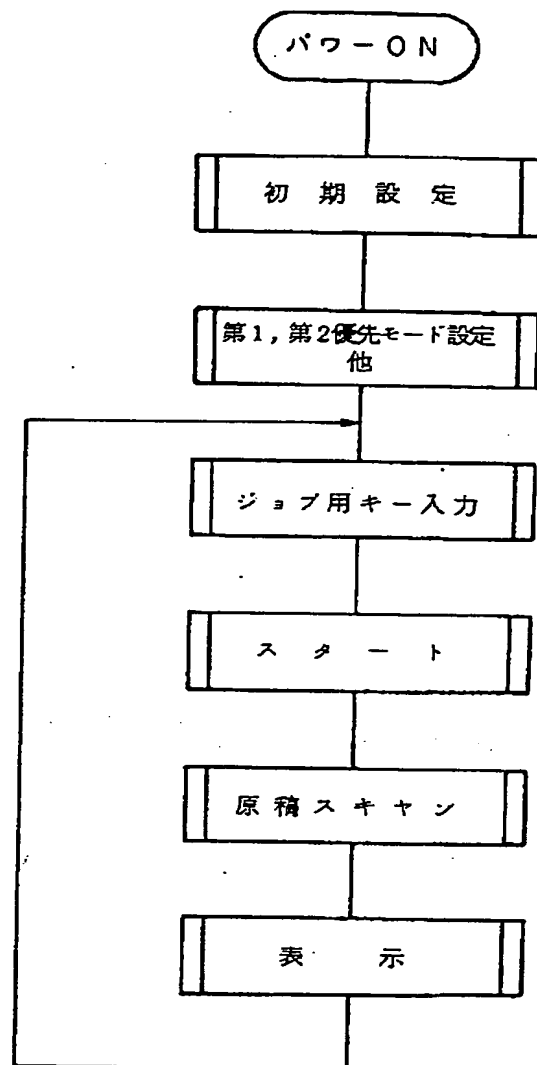 パワーON
初期設定
第1,第2優先モード設定
他
ジョブ用キー入力
スタート
原稿スキャン
表示